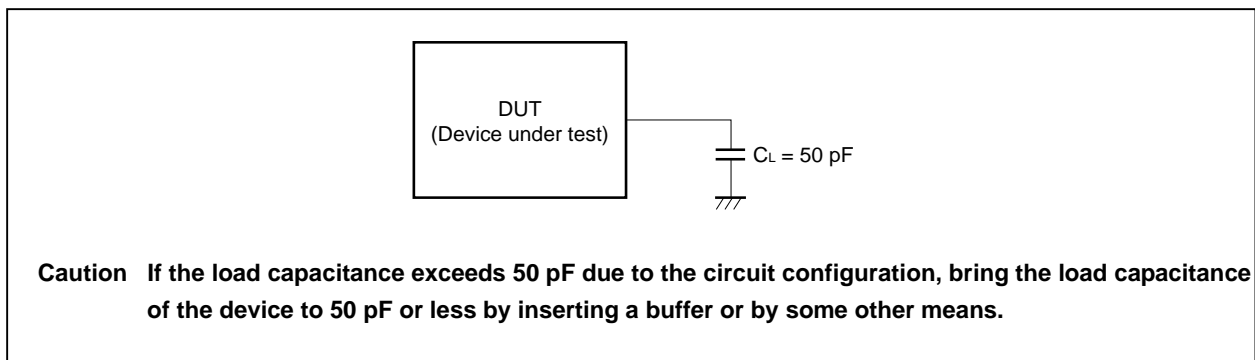 DUT
(Device under test)
CL = 50 pF
Caution If the load capacitance exceeds 50 pF due to the circuit configuration, bring the load capacitance
of the device to 50 pF or less by inserting a buffer or by some other means.